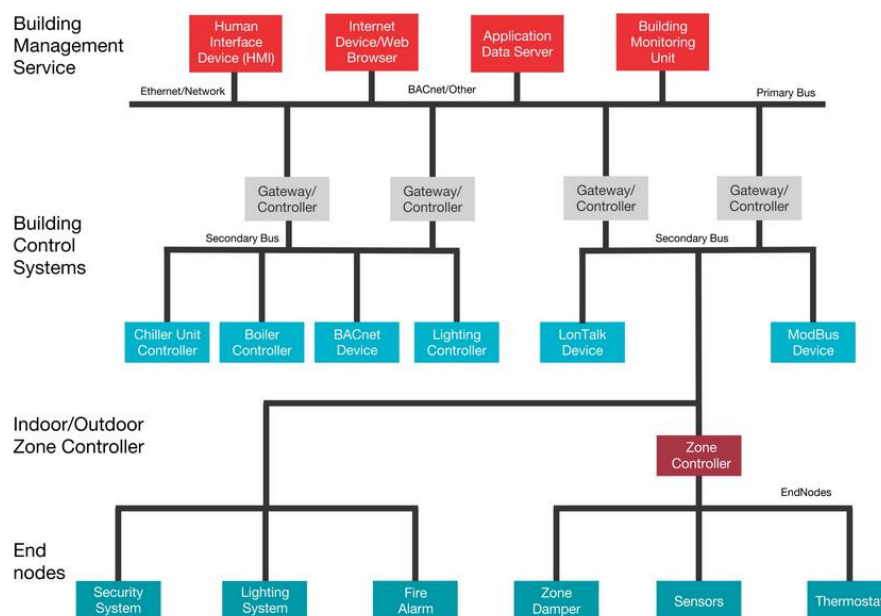 Building
Management
Service
Human
Interface
Device (HMI)
Internet
Device/Web
Browser
Application
Data Server
Building
Monitoring
Unit
Ethernet/Network
BACnet/Other
Primary Bus
Gateway/
Controller
Gateway/
Controller
Gateway/
Controller
Gateway/
Controller
Building
Control
Systems
Secondary Bus
Secondary Bus
Chiller Unit
Controller
Boiler
Controller
BACnet
Device
Lighting
Controller
LonTalk
Device
ModBus
Device
Indoor/Outdoor
Zone Controller
Zone
Controller
EndNodes
End
nodes
Security
System
Lighting
System
Fire
Alarm
Zone
Damper
Sensors
Thermostat